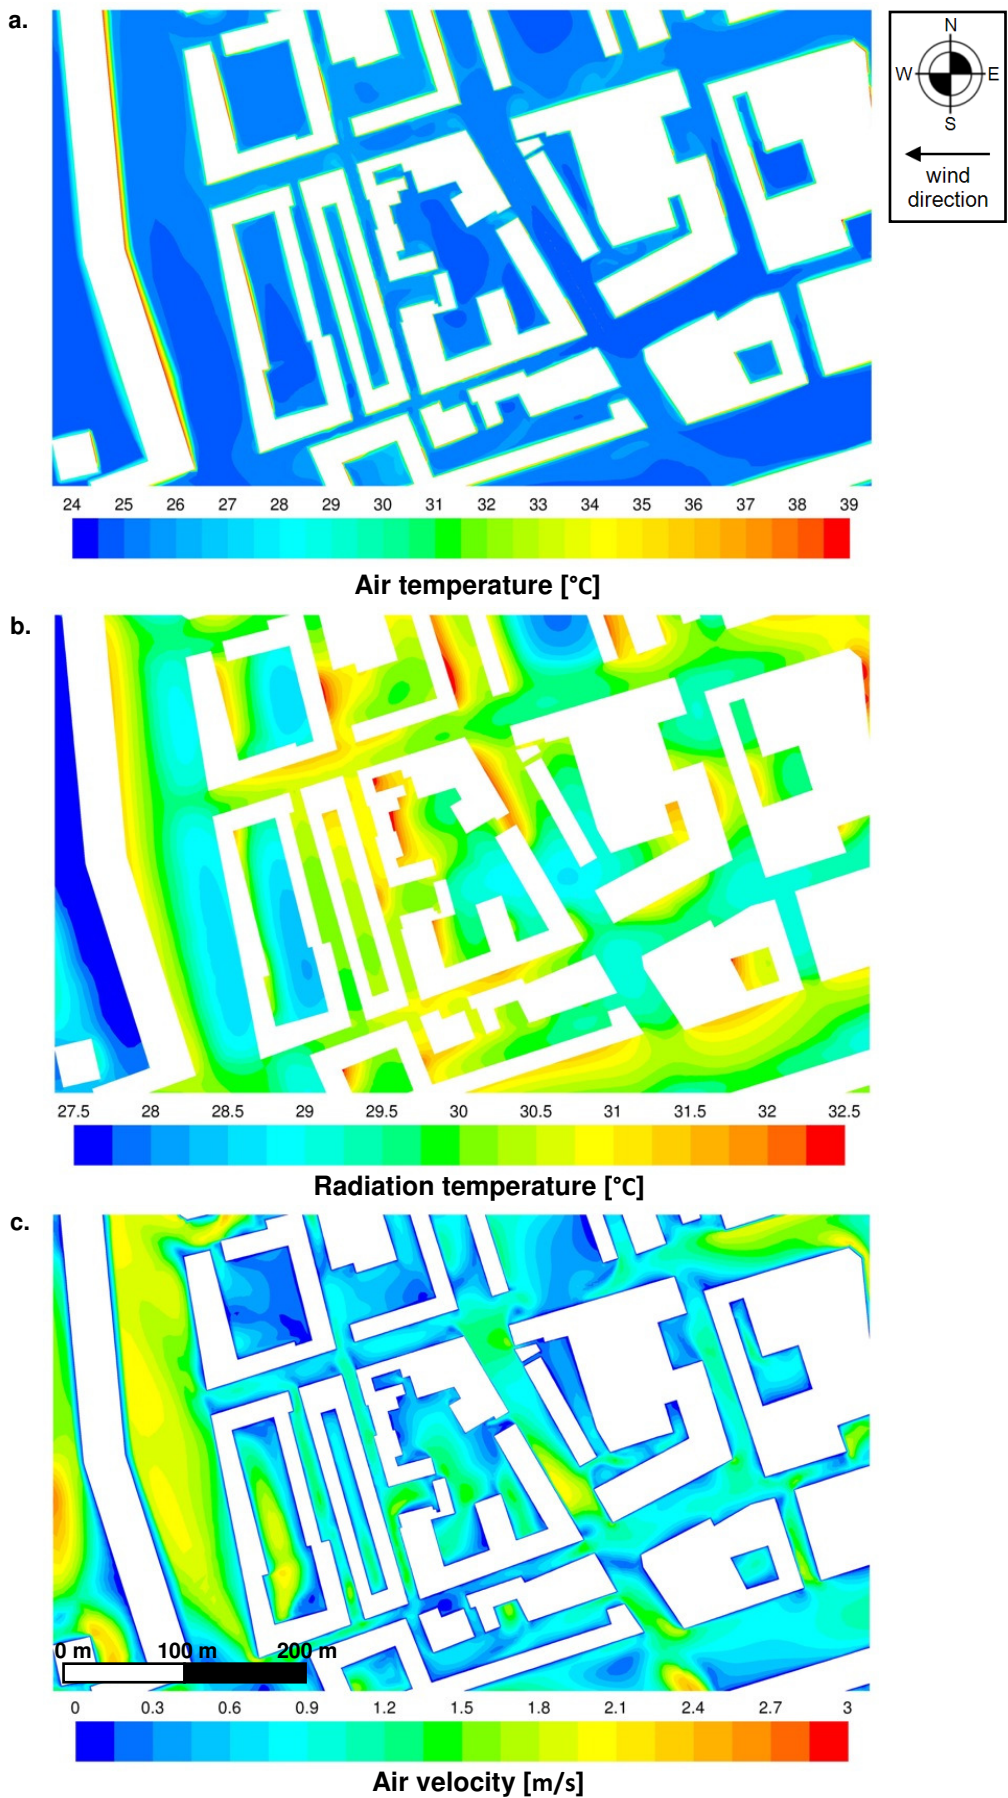 a.
N
W E
S
wind
direction
24 25 26 27 28 29 30 31 32 33 34 35 36 37 38 39
Air temperature [°C]
b.
27.5 28 28.5 29 29.5 30 30.5 31 31.5 32 32.5
Radiation temperature [°C]
c.
0 m 100 m 200 m
0 0.3 0.6 0.9 1.2 1.5 1.8 2.1 2.4 2.7 3
Air velocity [m/s]